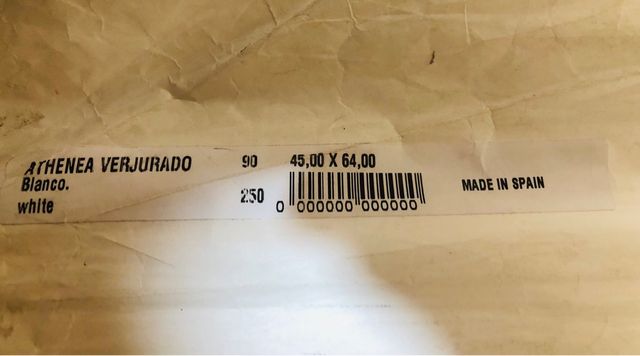 ATHENEA VERJURADO 90 45,00 X 64,00
Blanco.
white 250 0 000000 000000 MADE IN SPAIN